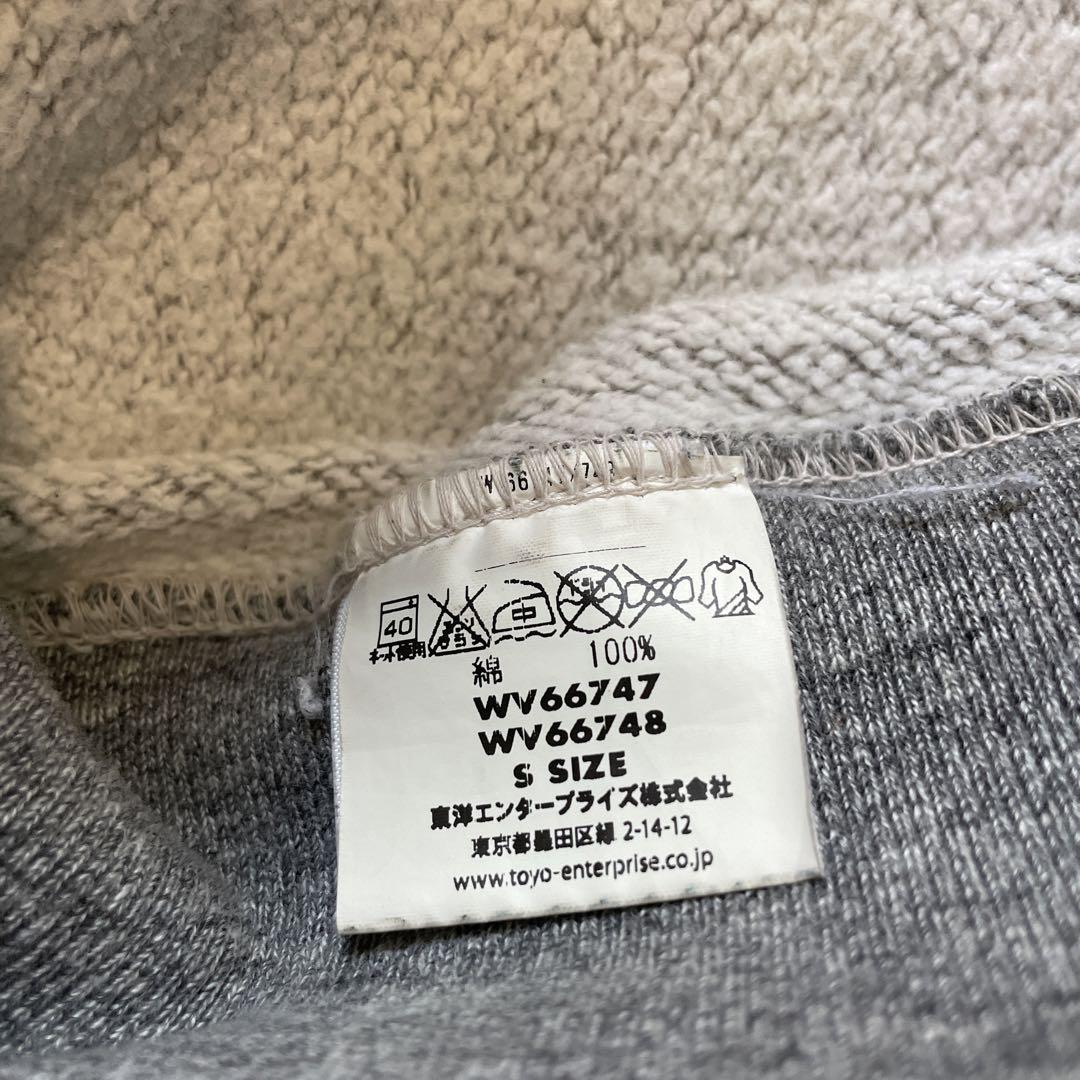 40
中
ネット使用
綿 100%
WV66747
WV66748
S SIZE
東洋エンタープライズ株式会社
東京都墨田区緑 2-14-12
www.toyo-enterprise.co.jp